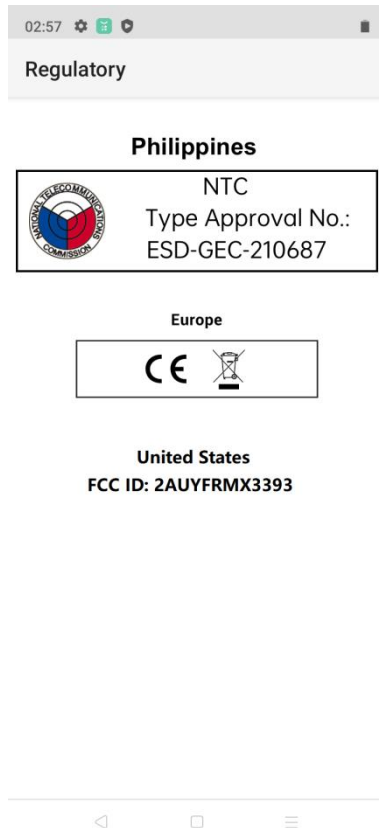 02:57
Regulatory
Philippines
NATIONAL TELECOMMUNICATIONS
COMMISSION
NTC
Type Approval No.:
ESD-GEC-210687
Europe
CE
United States
FCC ID: 2AUYFRMX3393